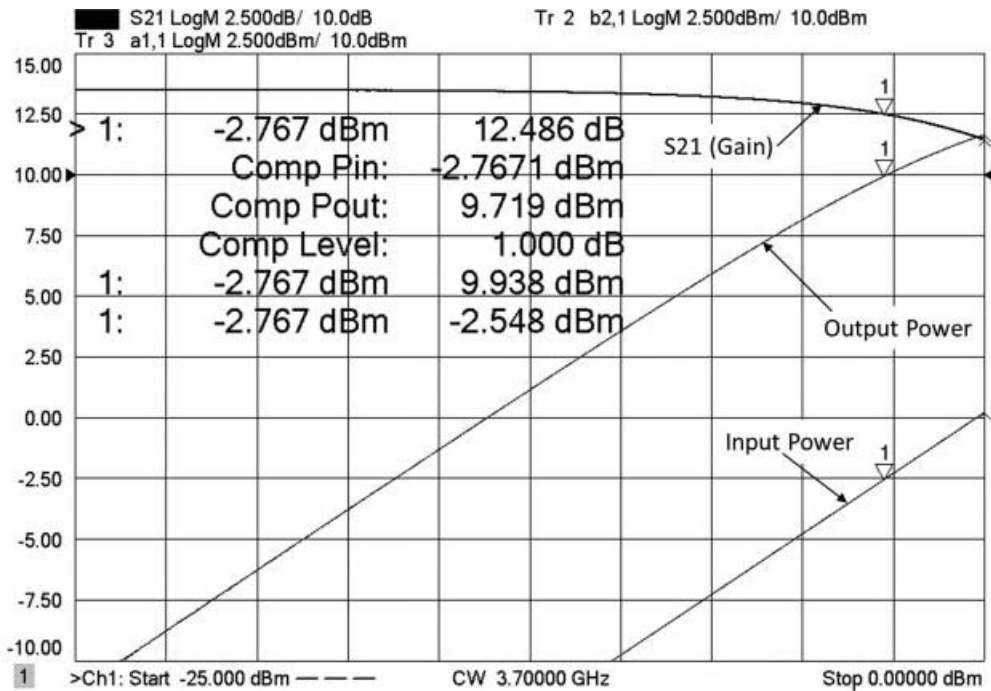 S21 LogM 2.500dB/ 10.0dB
Tr 2 b2,1 LogM 2.500dBm/ 10.0dBm
Tr 3 a1,1 LogM 2.500dBm/ 10.0dBm
15.00
12.50
10.00
7.50
5.00
2.50
0.00
-2.50
-5.00
-7.50
-10.00
> 1: -2.767 dBm 12.486 dB
Comp Pin: -2.7671 dBm
Comp Pout: 9.719 dBm
Comp Level: 1.000 dB
1: -2.767 dBm 9.938 dBm
1: -2.767 dBm -2.548 dBm
1
S21 (Gain)
1
Output Power
Input Power
1
1 >Ch1: Start -25.000 dBm — — — — CW 3.70000 GHz Stop 0.00000 dBm